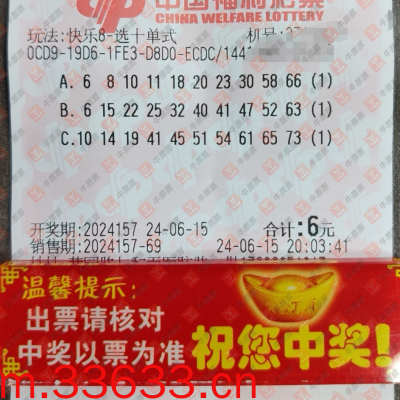 中国福利彩票
CHINA WELFARE LOTTERY
玩法:快乐8-选十单式
机号:
0CD9-19D6-1FE3-D8D0-ECDC/144
A. 6 8 10 11 18 20 23 30 58 66 (1)
B. 6 15 22 25 32 40 41 47 52 65 (1)
C.10 14 19 41 45 51 54 61 65 73 (1)
开奖期:2024157 24-06-15 合计:6元
销售期:2024157-69 24-06-15 20:03:41
温馨提示:
出票请核对
中奖以票为准
祝您中奖!
m.33633.cn